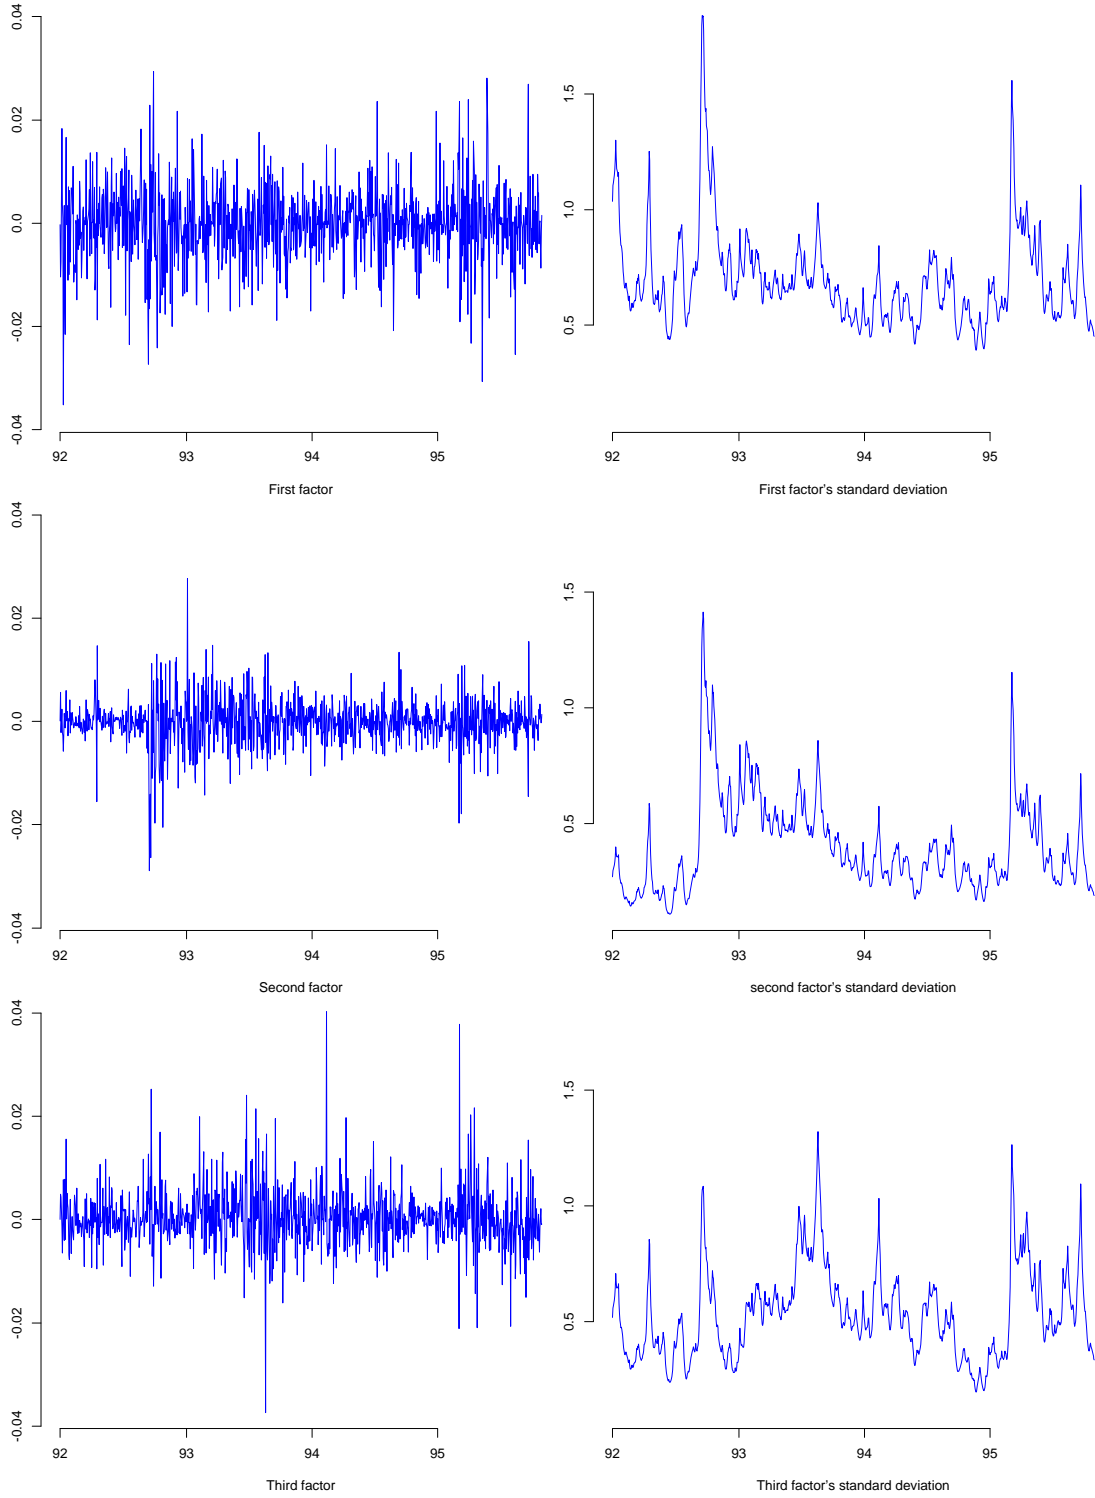 0.04
0.02
0.0
-0.02
-0.04
92 93 94 95
First factor
1.5
1.0
0.5
92 93 94 95
First factor's standard deviation
0.04
0.02
0.0
-0.02
-0.04
92 93 94 95
Second factor
1.5
1.0
0.5
92 93 94 95
second factor's standard deviation
0.04
0.02
0.0
-0.02
-0.04
92 93 94 95
Third factor
1.5
1.0
0.5
92 93 94 95
Third factor's standard deviation